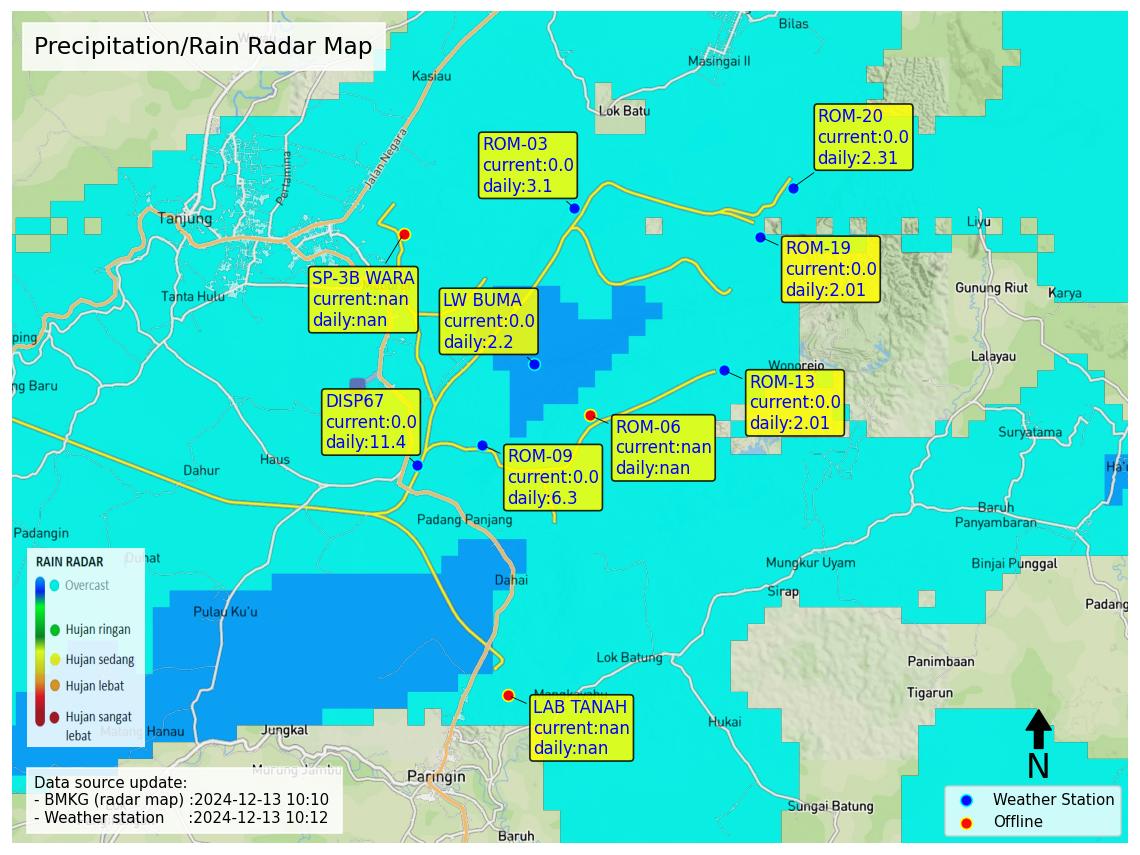 Precipitation/Rain Radar Map
Bilas
Masingai II
Kasiau
Lok Batu
ROM-20
current:0.0
daily:2.31
ROM-03
current:0.0
daily:3.1
Jalan Negara
Pertamina
Tanjung
Liyu
ROM-19
current:0.0
daily:2.01
SP-3B WARA
current:nan
daily:nan
Tanta Hulu
LW BUMA
current:0.0
daily:2.2
Gunung Riut
Karya
ping
Lalayau
Wonorejo
ng Baru
ROM-13
current:0.0
daily:2.01
DISP67
current:0.0
daily:11.4
ROM-06
current:nan
daily:nan
Suryatama
ROM-09
current:0.0
daily:6.3
Haus
Dahur
Ha'u
Baruh
Panyambaran
Padang Panjang
Padangin
Mungkur Uyam
Binjai Punggal
RAIN RADAR
Overcast
Hujan ringan
Hujan sedang
Hujan lebat
Hujan sangat
lebat
Dahai
Sirap
Padang
Pulau Ku'u
Lok Batung
Panimbaan
Tigarun
LAB TANAH
current:nan
daily:nan
Hukai
Jungkal
Matang Hanau
Murung Jambu
Paringin
N
Data source update:
- BMKG (radar map) :2024-12-13 10:10
- Weather station :2024-12-13 10:12
Weather Station
Offline
Sungai Batung
Baruh